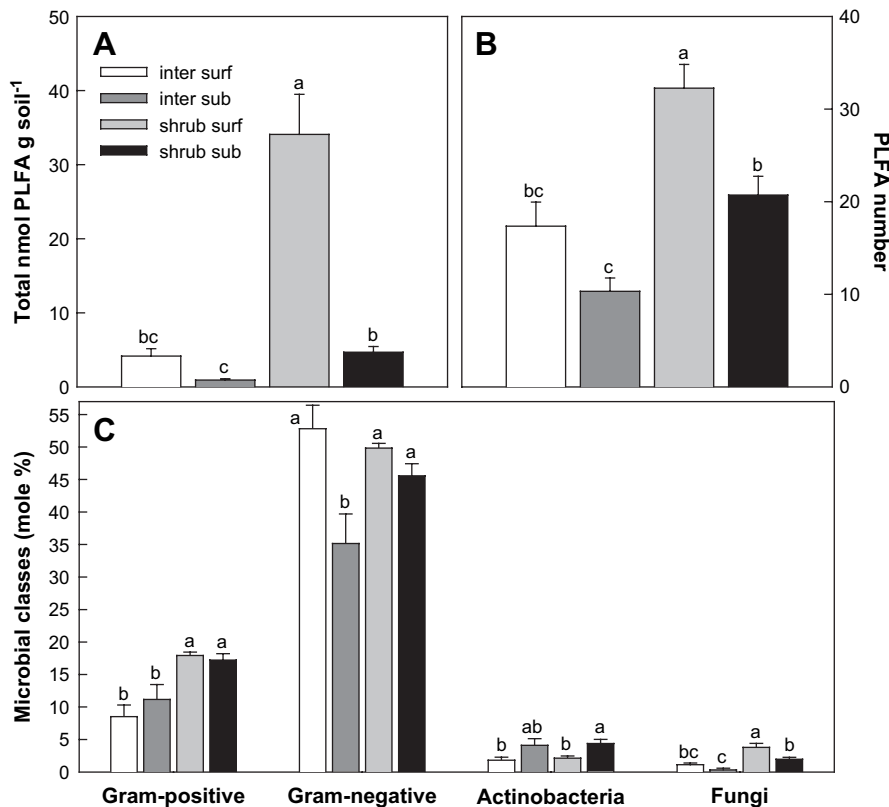 A
inter surf
inter sub
shrub surf
shrub sub
Total nmol PLFA g soil⁻¹
50
40
30
20
10
0
bc
c
a
b
B
bc
c
a
b
40
30
20
10
0
PLFA number
C
Microbial classes (mole %)
55
50
45
40
35
30
25
20
15
10
5
0
b
b
a
a
a
b
a
a
b
ab
b
a
bc
c
a
b
Gram-positive Gram-negative Actinobacteria Fungi